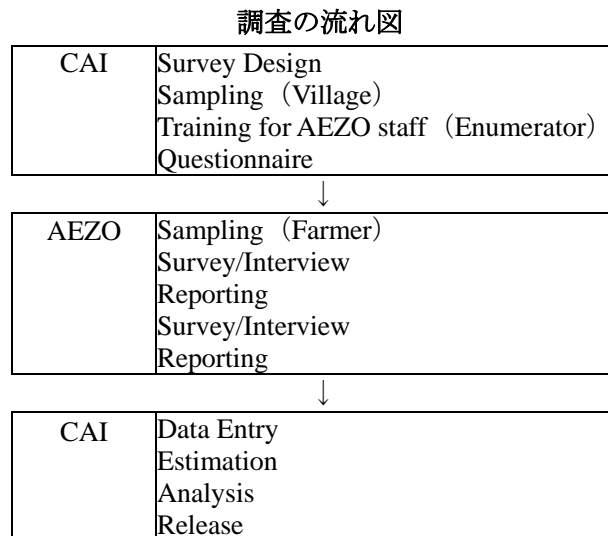 調査の流れ図
CAI Survey Design
Sampling（Village）
Training for AEZO staff（Enumerator）
Questionnaire
↓
AEZO Sampling（Farmer）
Survey/Interview
Reporting
Survey/Interview
Reporting
↓
CAI Data Entry
Estimation
Analysis
Release